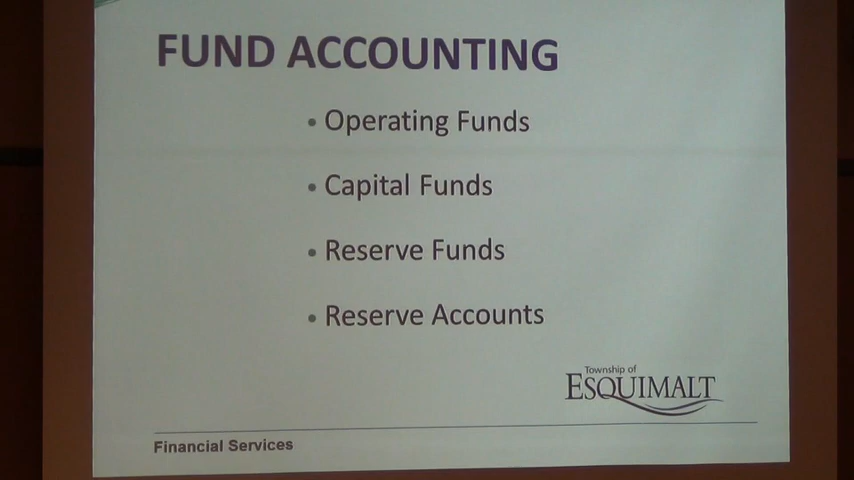 FUND ACCOUNTING
• Operating Funds
• Capital Funds
• Reserve Funds
• Reserve Accounts
Township of
ESQUIMALT
Financial Services